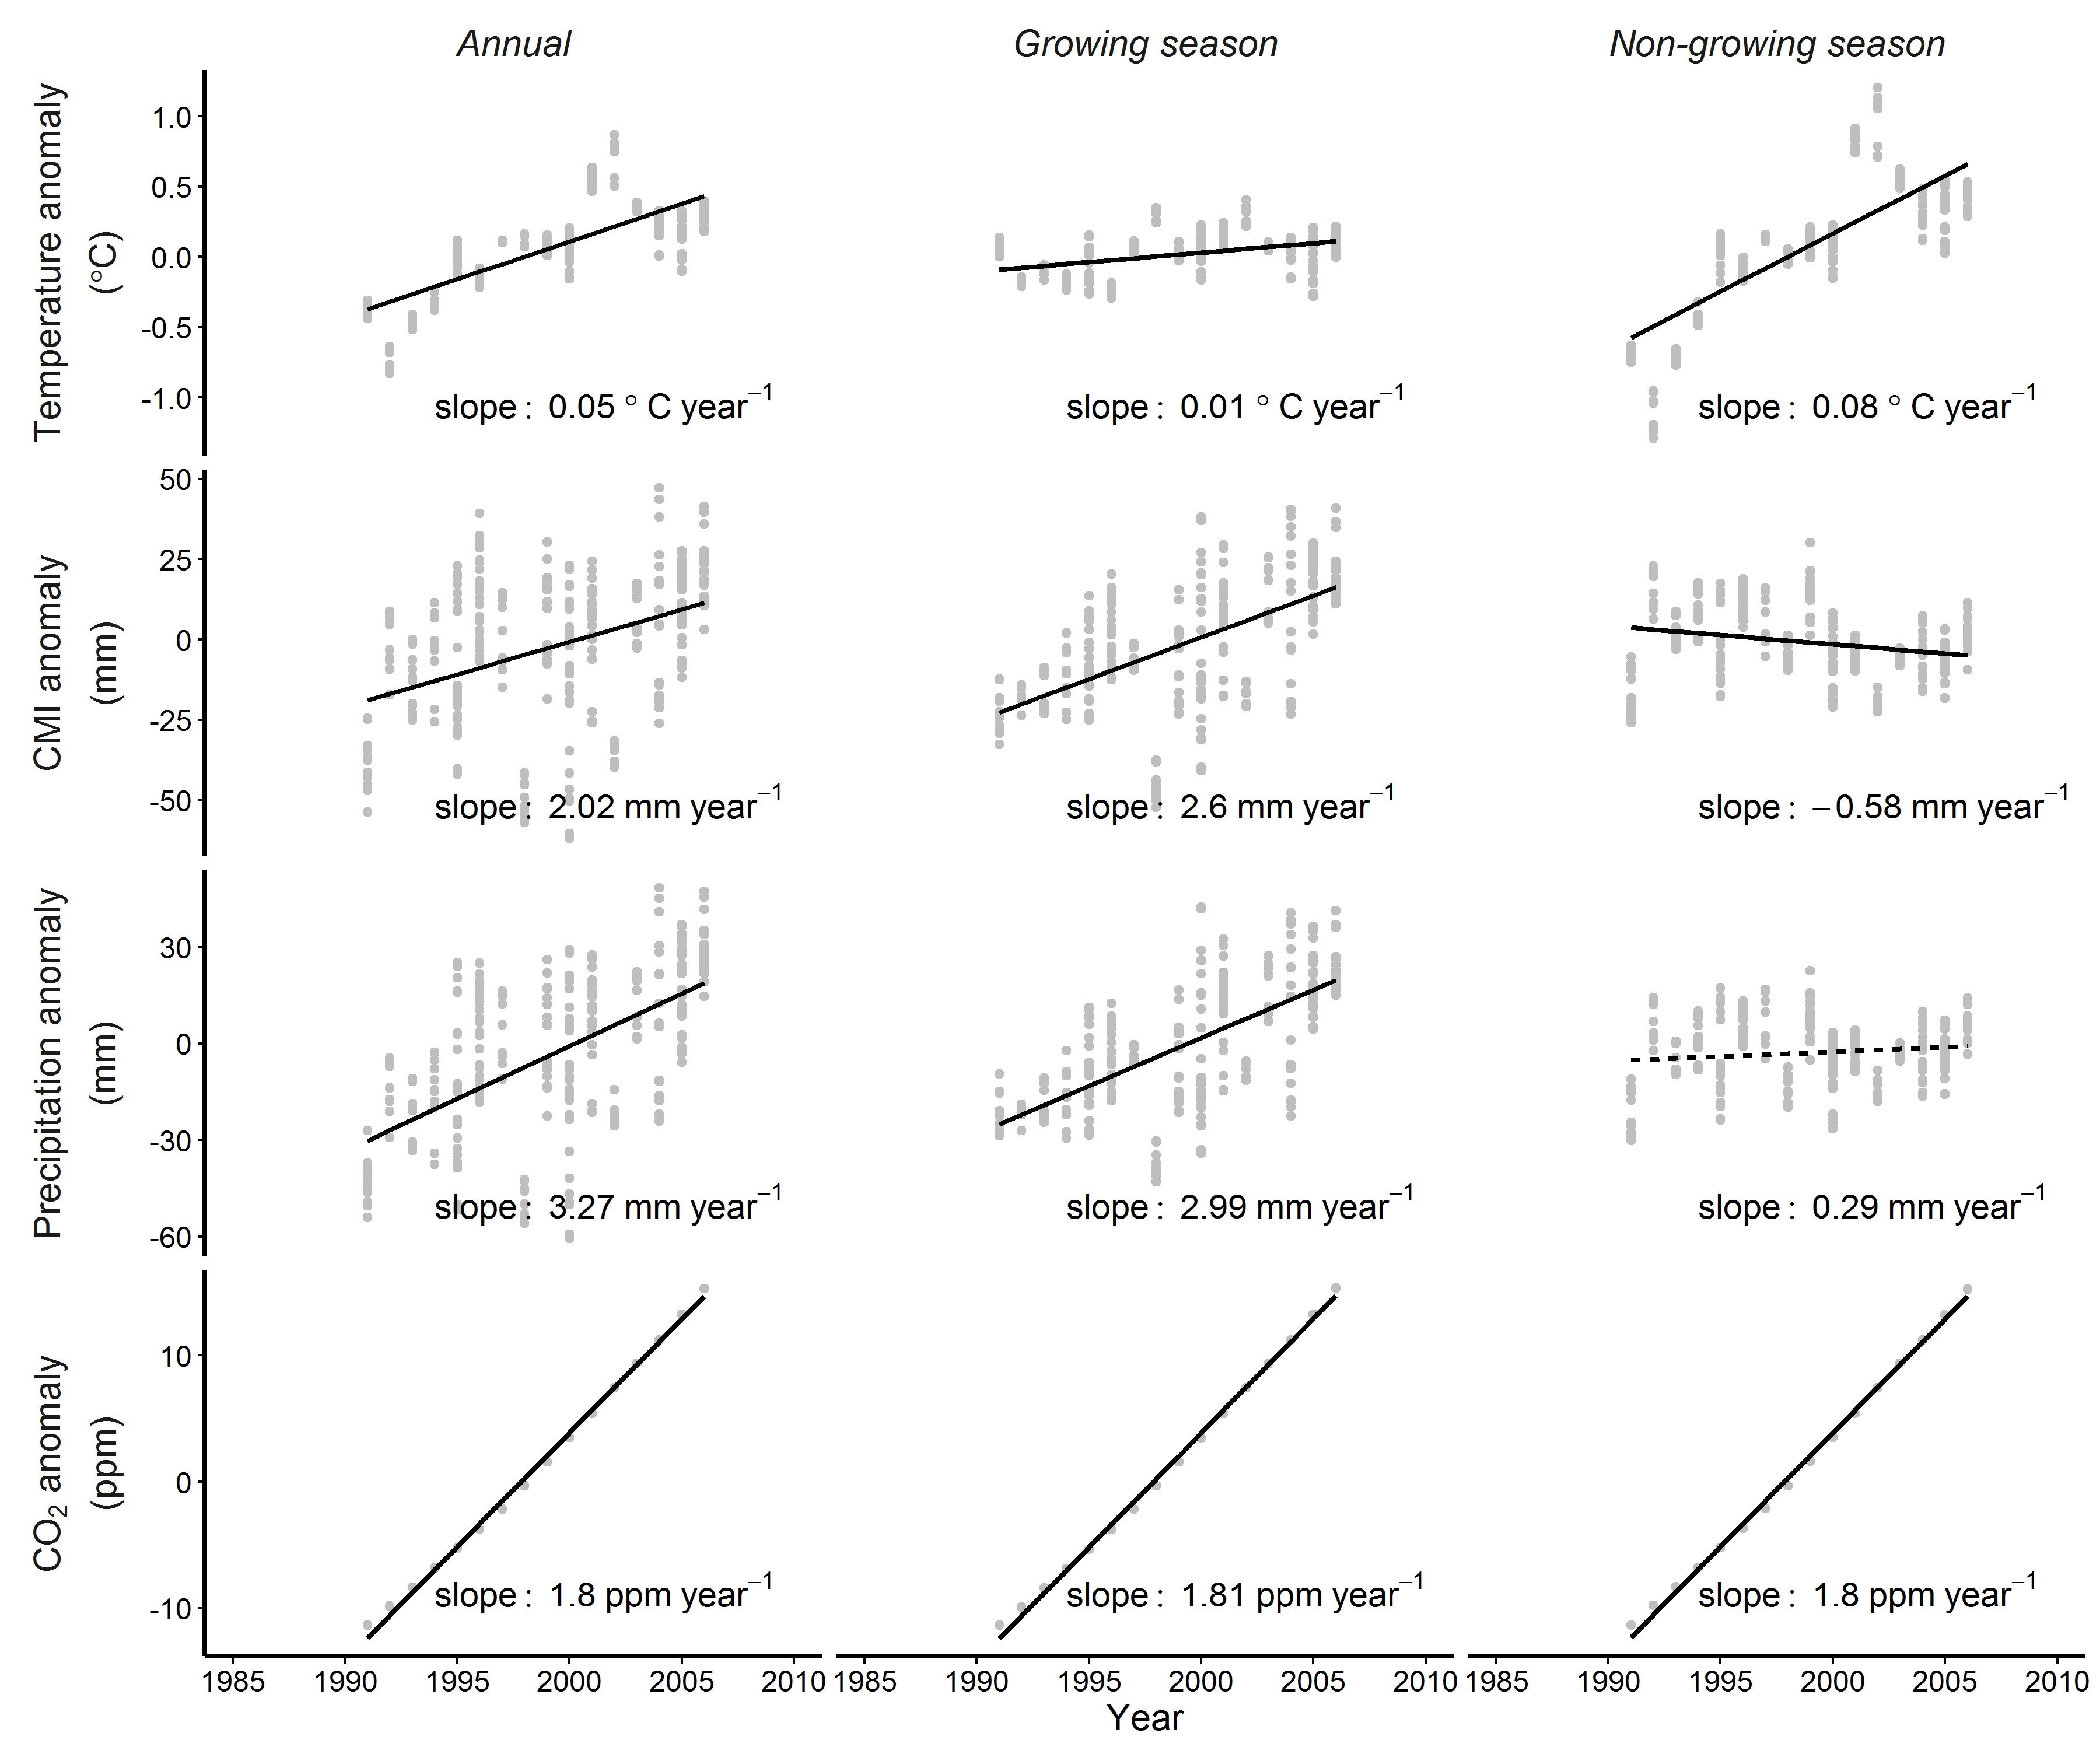 Annual Growing season Non-growing season
Temperature anomaly
(°C)
1.0
0.5
0.0
-0.5
-1.0
slope: 0.05 ° C year−1
slope: 0.01 ° C year−1
slope: 0.08 ° C year−1
CMI anomaly
(mm)
50
25
0
-25
-50
slope: 2.02 mm year−1
slope: 2.6 mm year−1
slope: −0.58 mm year−1
Precipitation anomaly
(mm)
30
0
-30
-60
slope: 3.27 mm year−1
slope: 2.99 mm year−1
slope: 0.29 mm year−1
CO2 anomaly
(ppm)
10
0
-10
slope: 1.8 ppm year−1
slope: 1.81 ppm year−1
slope: 1.8 ppm year−1
1985 1990 1995 2000 2005 2010 1985 1990 1995 2000 2005 2010 1985 1990 1995 2000 2005 2010
Year